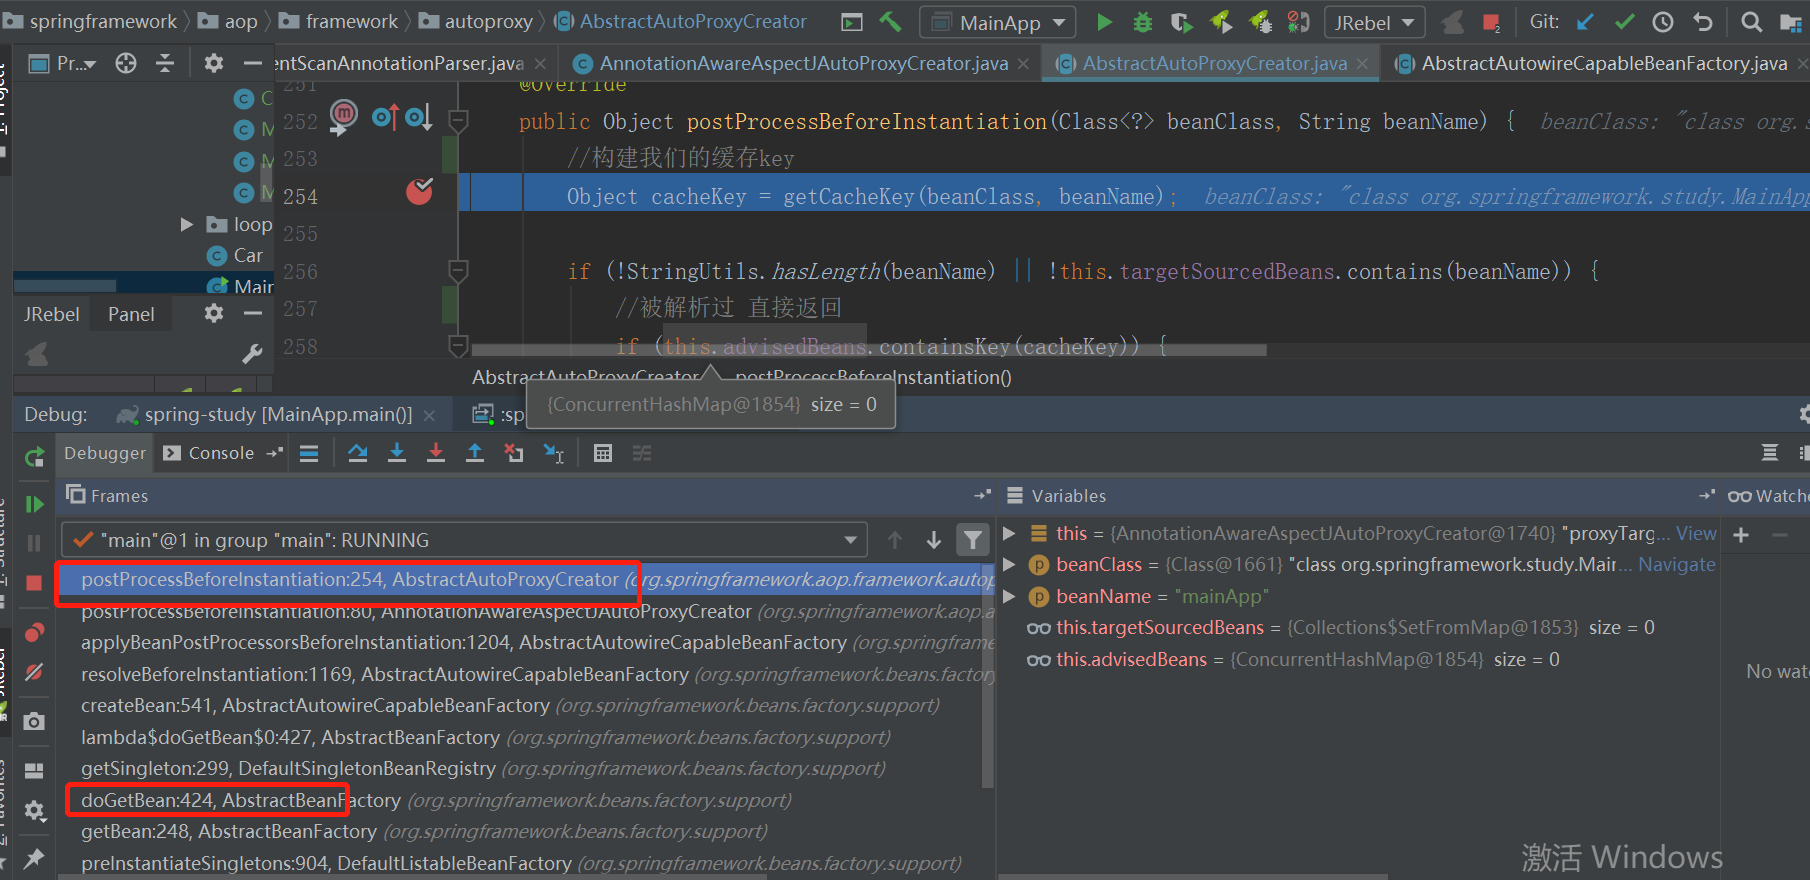 springframework aop framework autoproxy AbstractAutoProxyCreator MainApp JRebel Git:
Pr... entScanAnnotationParser.java AnnotationAwareAspectJAutoProxyCreator.java AbstractAutoProxyCreator.java AbstractAutowireCapableBeanFactory.java
251 @Override
252 public Object postProcessBeforeInstantiation(Class<?> beanClass, String beanName) { beanClass: "class org.s
253 //构建我们的缓存key
254 Object cacheKey = getCacheKey(beanClass, beanName); beanClass: "class org.springframework.study.MainApp
255
256 if (!StringUtils.hasLength(beanName) || !this.targetSourcedBeans.contains(beanName)) {
257 //被解析过 直接返回
258 if (this.advisedBeans.containsKey(cacheKey)) {
loop
Car
Main
JRebel Panel
AbstractAutoProxyCreator postProcessBeforeInstantiation()
{ConcurrentHashMap@1854} size = 0
Debug: spring-study [MainApp.main()] :sp
Debugger Console
Frames
"main"@1 in group "main": RUNNING
postProcessBeforeInstantiation:254, AbstractAutoProxyCreator (org.springframework.aop.framework.autop
postProcessBeforeInstantiation:80, AnnotationAwareAspectJAutoProxyCreator (org.springframework.aop.a
applyBeanPostProcessorsBeforeInstantiation:1204, AbstractAutowireCapableBeanFactory (org.springframe
resolveBeforeInstantiation:1169, AbstractAutowireCapableBeanFactory (org.springframework.beans.factory
createBean:541, AbstractAutowireCapableBeanFactory (org.springframework.beans.factory.support)
lambda$doGetBean$0:427, AbstractBeanFactory (org.springframework.beans.factory.support)
getSingleton:299, DefaultSingletonBeanRegistry (org.springframework.beans.factory.support)
doGetBean:424, AbstractBeanFactory (org.springframework.beans.factory.support)
getBean:248, AbstractBeanFactory (org.springframework.beans.factory.support)
preInstantiateSingletons:904, DefaultListableBeanFactory (org.springframework.beans.factory.support)
Variables
this = {AnnotationAwareAspectJAutoProxyCreator@1740} "proxyTarg... View
beanClass = {Class@1661} "class org.springframework.study.Mair... Navigate
beanName = "mainApp"
this.targetSourcedBeans = {Collections$SetFromMap@1853} size = 0
this.advisedBeans = {ConcurrentHashMap@1854} size = 0
Watche
No wat
激活 Windows